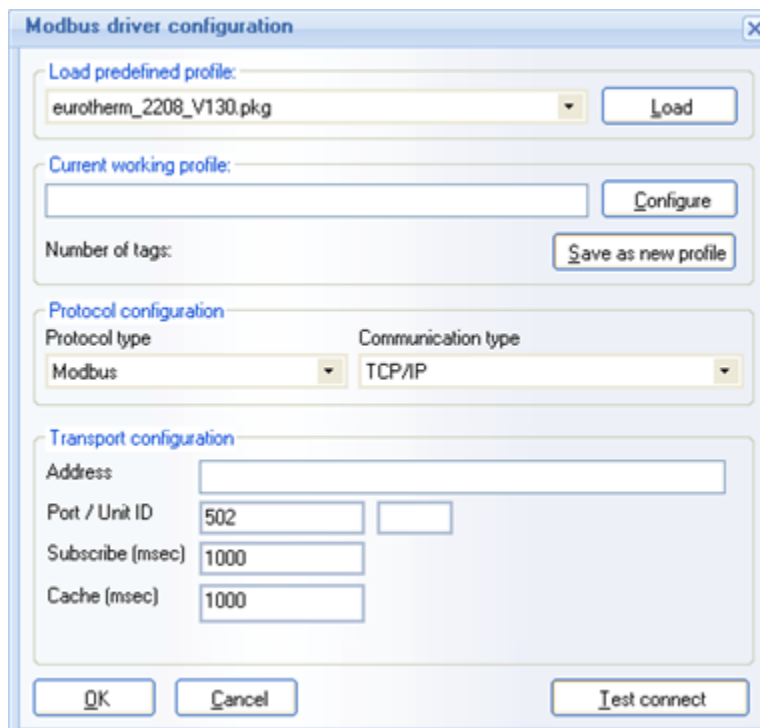 Modbus driver configuration
Load predefined profile:
eurotherm_2208_V130.pkg
Load
Current working profile:
Configure
Number of tags:
Save as new profile
Protocol configuration
Protocol type
Communication type
Modbus
TCP/IP
Transport configuration
Address
Port / Unit ID
502
Subscribe (msec)
1000
Cache (msec)
1000
OK
Cancel
Test connect